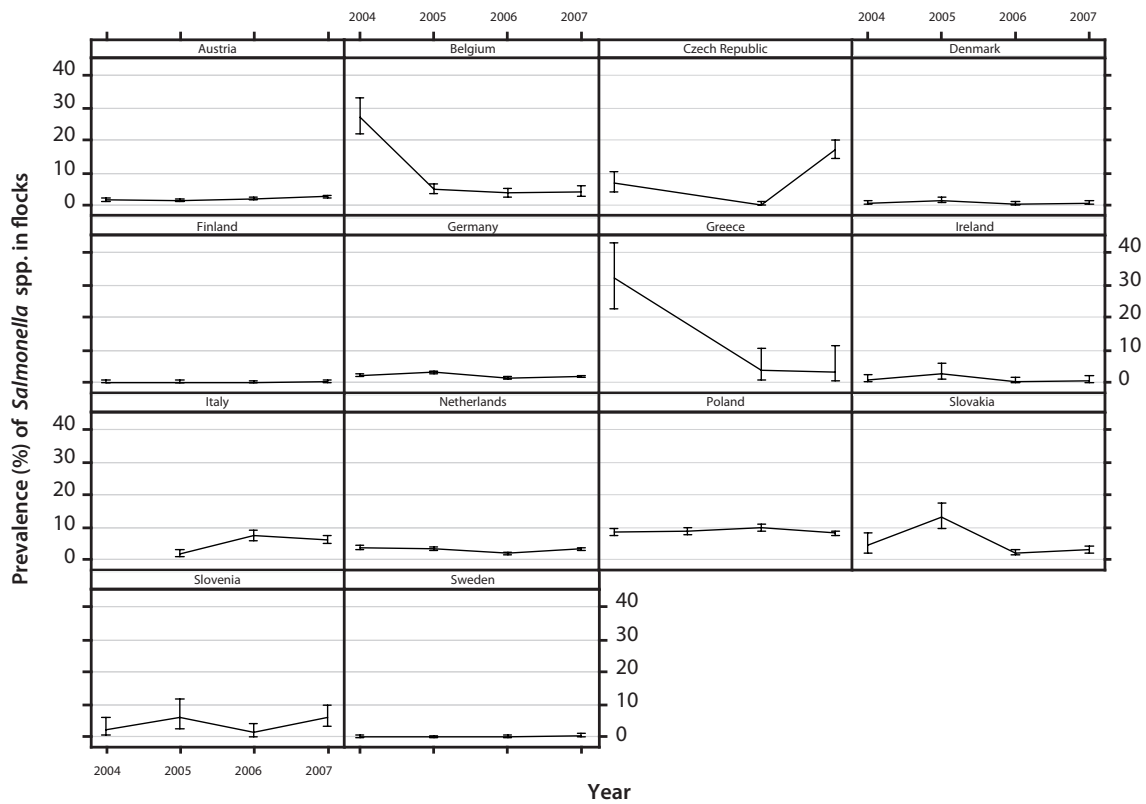 2004 2005 2006 2007 2004 2005 2006 2007
Austria Belgium Czech Republic Denmark
40
30
20
10
0
Finland Germany Greece Ireland
40
30
20
10
0
Italy Netherlands Poland Slovakia
40
30
20
10
0
Slovenia Sweden
40
30
20
10
0
2004 2005 2006 2007
Prevalence (%) of Salmonella spp. in flocks
Year